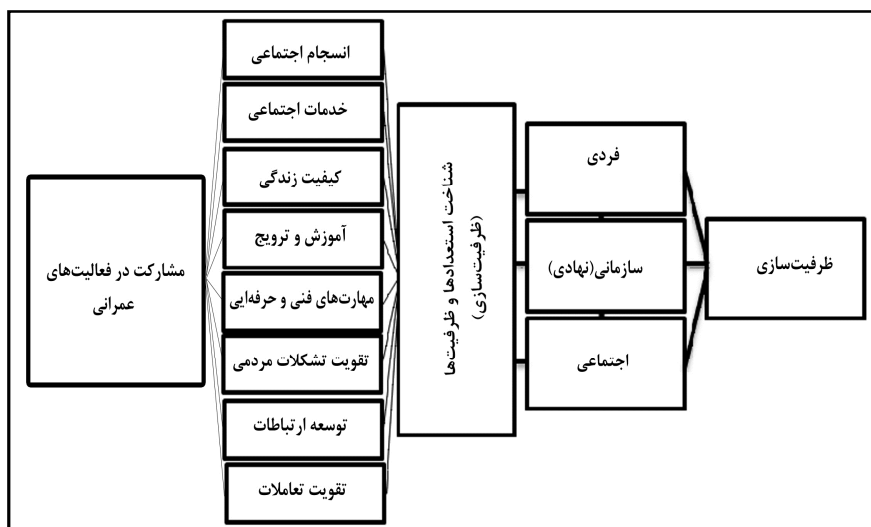 ظرفیت‌سازی
فردی
سازمانی(نهادی)
اجتماعی
شناخت استعدادها و ظرفیت‌ها
(ظرفیت‌سازی)
انسجام اجتماعی
خدمات اجتماعی
کیفیت زندگی
آموزش و ترویج
مهارت‌های فنی و حرفه‌ایی
تقویت تشکلات مردمی
توسعه ارتباطات
تقویت تعاملات
مشارکت در فعالیت‌های
عمرانی